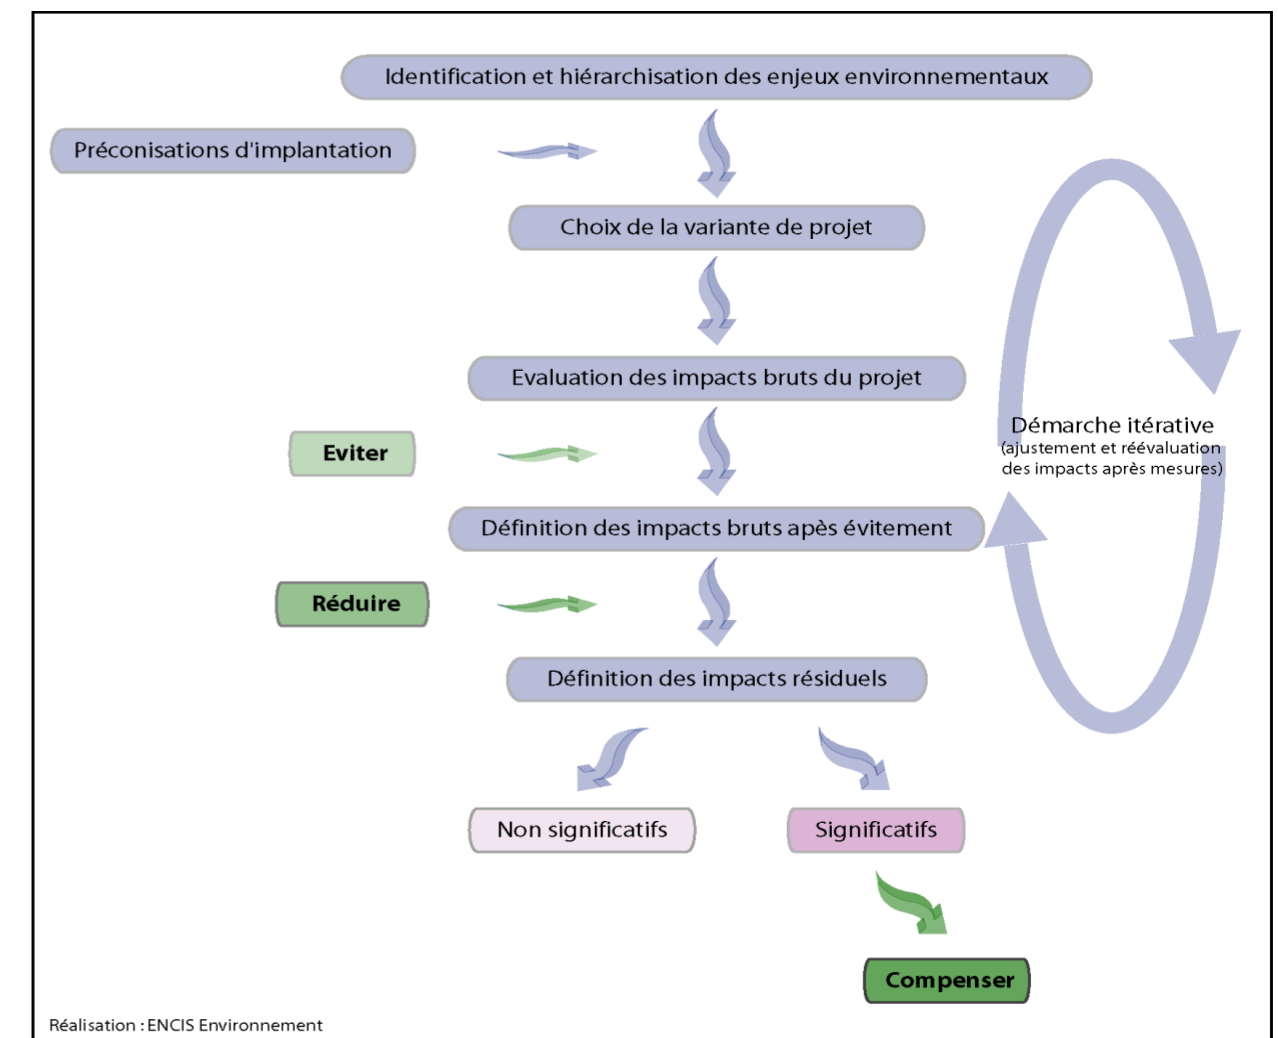 Identification et hiérarchisation des enjeux environnementaux
Préconisations d'implantation
Choix de la variante de projet
Evaluation des impacts bruts du projet
Démarche itérative
(ajustement et réévaluation
des impacts après mesures)
Eviter
Définition des impacts bruts apès évitement
Réduire
Définition des impacts résiduels
Non significatifs
Significatifs
Compenser
Réalisation : ENCIS Environnement